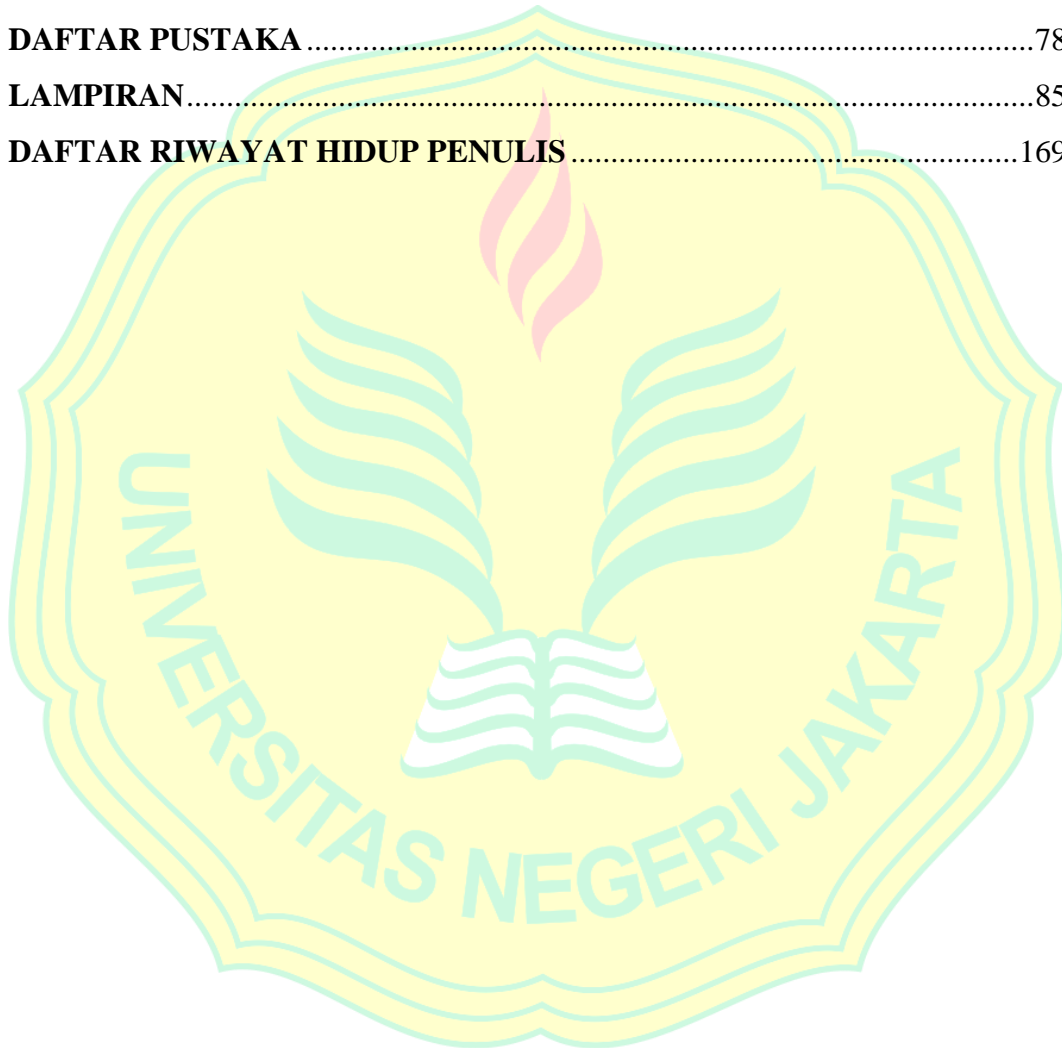 DAFTAR PUSTAKA.......................................................................................78
LAMPIRAN.....................................................................................................85
DAFTAR RIWAYAT HIDUP PENULIS.....................................................169
UNIVERSITAS NEGERI JAKARTA